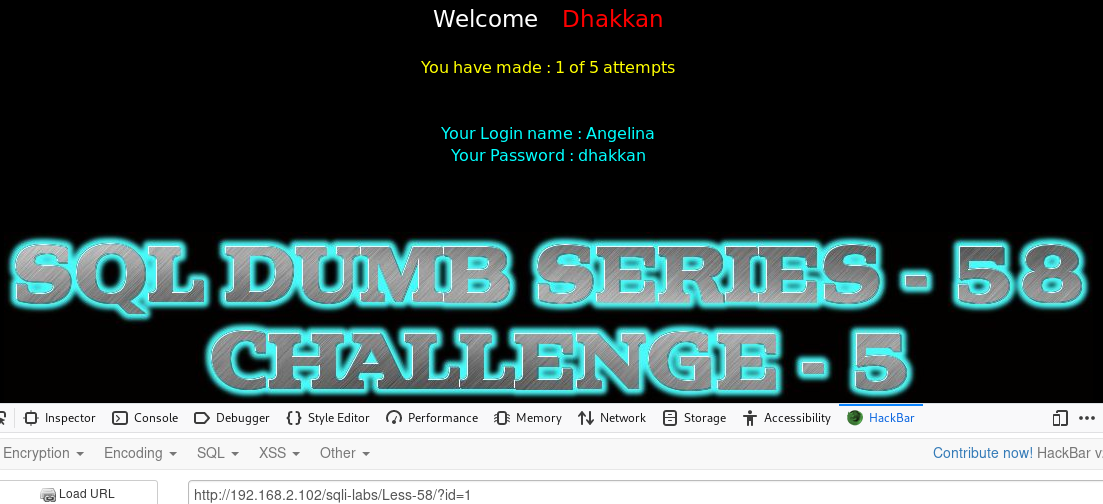 Welcome Dhakkan
You have made : 1 of 5 attempts
Your Login name : Angelina
Your Password : dhakkan
SQL DUMB SERIES - 58
CHALLENGE - 5
Inspector Console Debugger Style Editor Performance Memory Network Storage Accessibility HackBar
Encryption Encoding SQL XSS Other Contribute now! HackBar v
Load URL http://192.168.2.102/sqli-labs/Less-58/?id=1